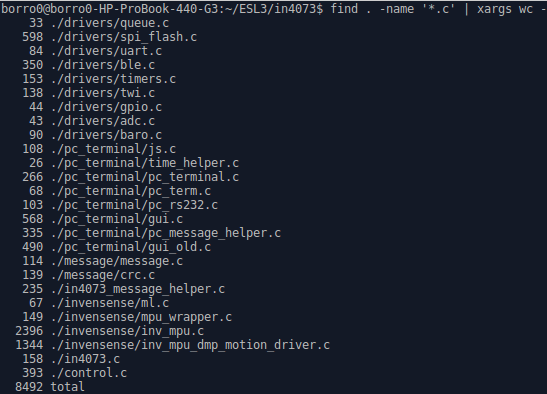 borro0@borro0-HP-ProBook-440-G3:~/ESL3/in4073$ find . -name '*.c' | xargs wc -
33 ./drivers/queue.c
598 ./drivers/spi_flash.c
84 ./drivers/uart.c
350 ./drivers/ble.c
153 ./drivers/timers.c
138 ./drivers/twi.c
44 ./drivers/gpio.c
43 ./drivers/adc.c
90 ./drivers/baro.c
108 ./pc_terminal/js.c
26 ./pc_terminal/time_helper.c
266 ./pc_terminal/pc_terminal.c
68 ./pc_terminal/pc_term.c
103 ./pc_terminal/pc_rs232.c
568 ./pc_terminal/gui.c
335 ./pc_terminal/pc_message_helper.c
490 ./pc_terminal/gui_old.c
114 ./message/message.c
139 ./message/crc.c
235 ./in4073_message_helper.c
67 ./invensense/ml.c
149 ./invensense/mpu_wrapper.c
2396 ./invensense/inv_mpu.c
1344 ./invensense/inv_mpu_dmp_motion_driver.c
158 ./in4073.c
393 ./control.c
8492 total